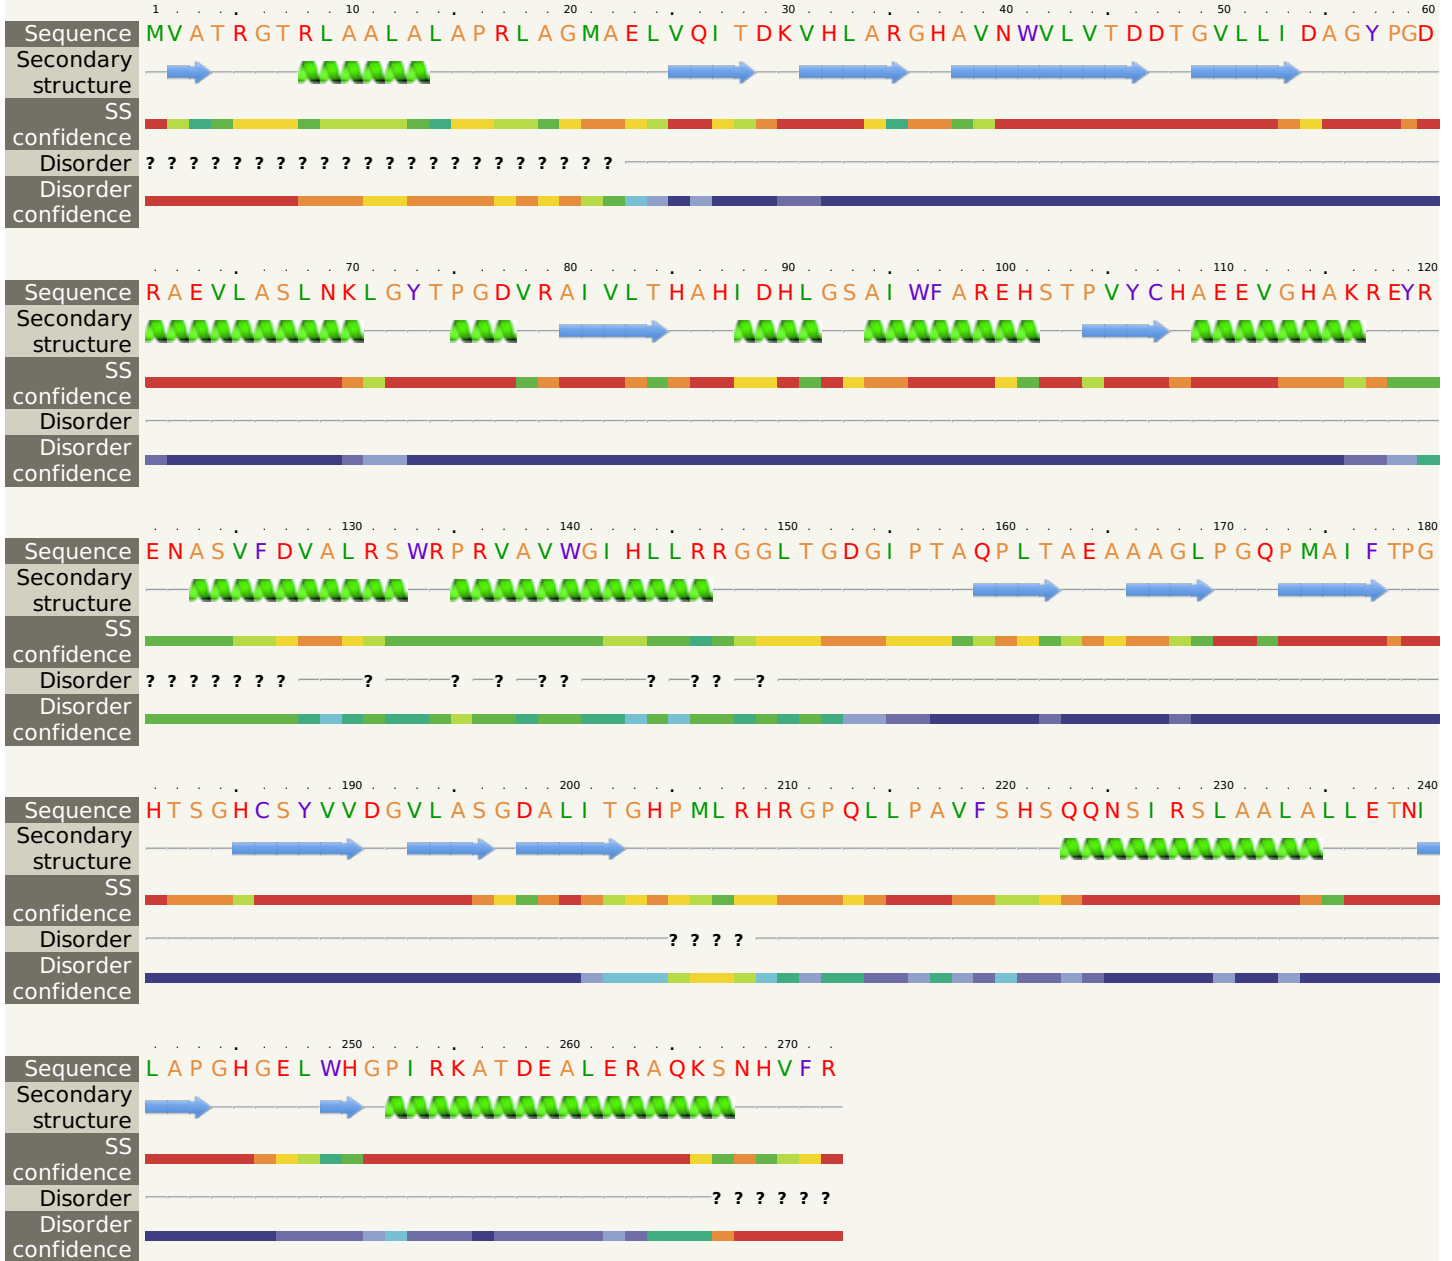 1 10 20 30 40 50 60
Sequence MVATRGTRLAALALAPRLAGMAELVQITDKVHLARGHAVNWVLVTDDTGVLLIDAGYPGD
Secondary structure
SS confidence
Disorder ? ? ? ? ? ? ? ? ? ? ? ? ? ? ? ? ? ? ? ? ? ?
Disorder confidence
70 80 90 100 110 120
Sequence RAEVLASLNKLGYTPGDVRAIVLTHAHIDHLGSAIWFAREHSTPVYCHAEEVGHAKREYR
Secondary structure
SS confidence
Disorder
Disorder confidence
130 140 150 160 170 180
Sequence ENASVFDVALRSWRPRVAVWGIHLLRRGGLTGDGIPTAQPLTAEAAAGLPGQPMAIFTPG
Secondary structure
SS confidence
Disorder ? ? ? ? ? ? ? ? ? ? ? ? ? ? ? ?
Disorder confidence
190 200 210 220 230 240
Sequence HTSGHCSYVVDGVLASGDALITGHPMLRHRGPQLLPAVFSHSQQNSIRSLAALALLETNI
Secondary structure
SS confidence
Disorder ? ? ? ?
Disorder confidence
250 260 270
Sequence LAPGHGELWHGPIRKATDEALERAQKSNHVFR
Secondary structure
SS confidence
Disorder ? ? ? ? ? ?
Disorder confidence